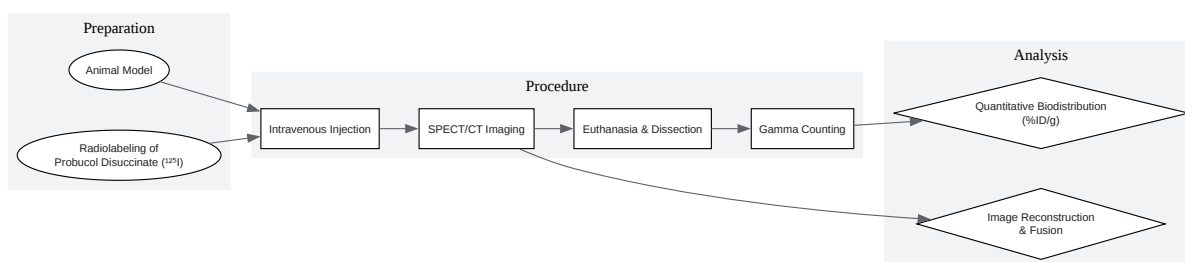 Preparation
Animal Model
Radiolabeling of
Probucol Disuccinate (¹²⁵I)
Procedure
Intravenous Injection
SPECT/CT Imaging
Euthanasia & Dissection
Gamma Counting
Analysis
Quantitative Biodistribution
(%ID/g)
Image Reconstruction
& Fusion